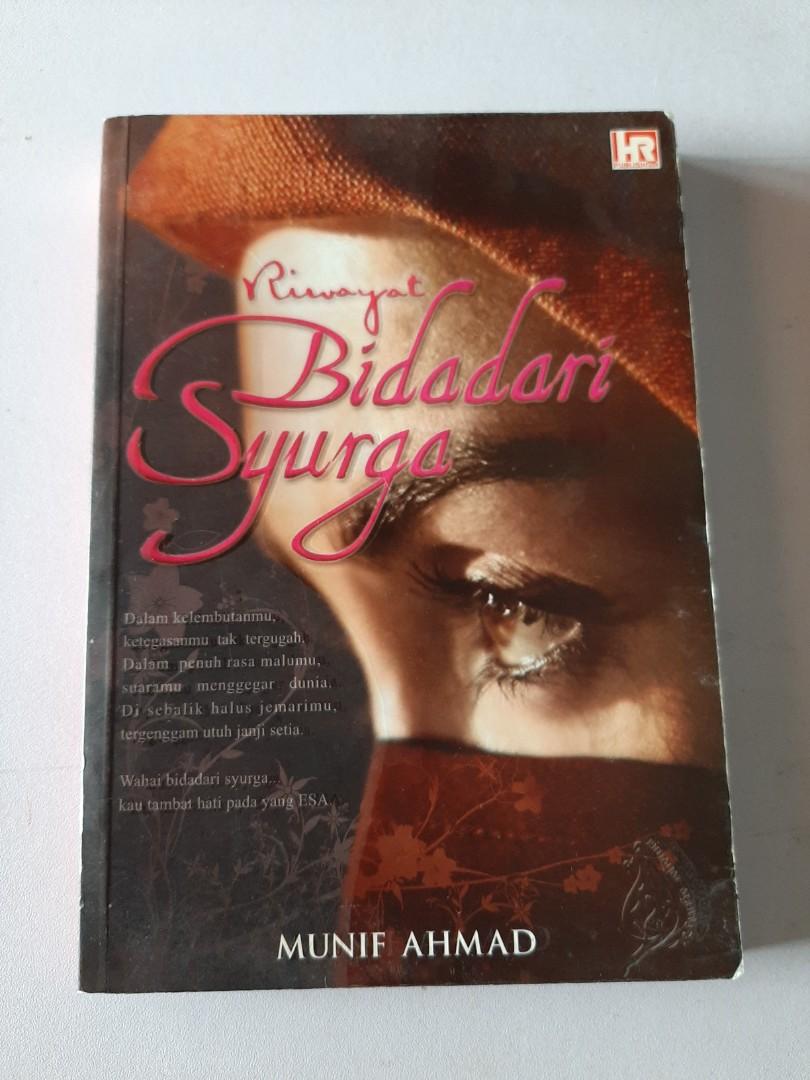 HR
Riwayat
Bidadari
Syurga
Dalam kelembutanmu,
ketegasanmu tak tergugah.
Dalam penuh rasa malumu,
suaramu menggegar dunia.
Di sebalik halus jemarimu,
tergenggam utuh janji setia.
Wahai bidadari syurga...
kau tambat hati pada yang ESA.
MUNIF AHMAD